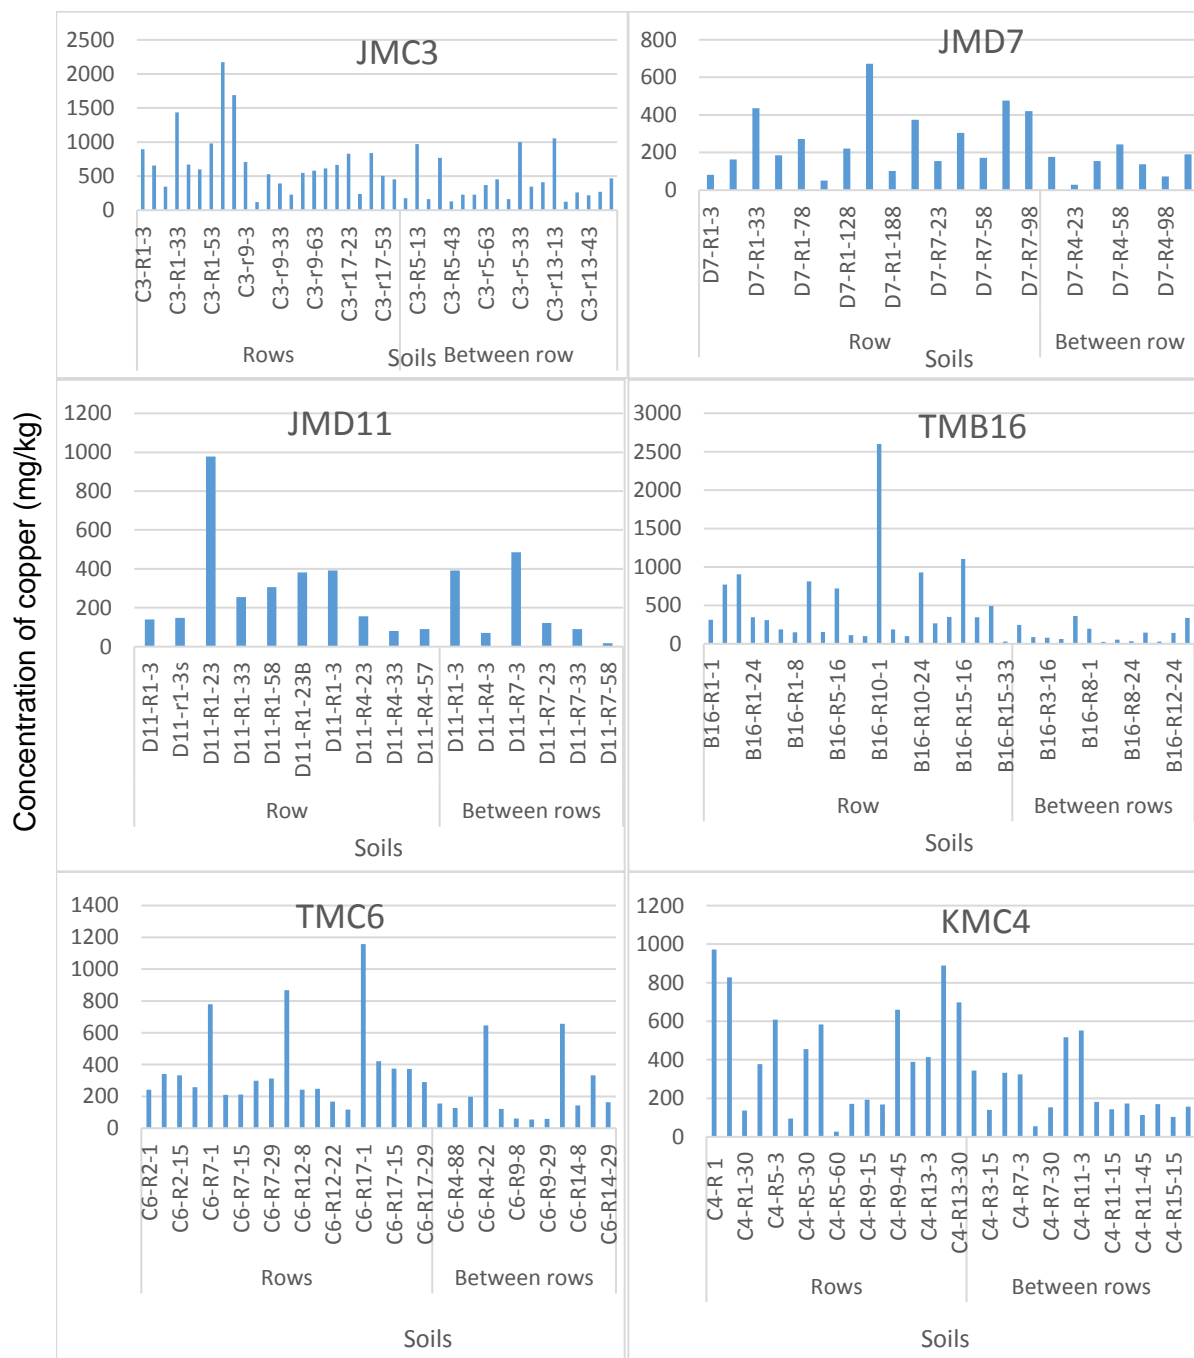 Concentration of copper (mg/kg)
JMC3
2500
2000
1500
1000
500
0
C3-R1-3
C3-R1-33
C3-R1-53
C3-r9-3
C3-r9-33
C3-r9-63
C3-r17-23
C3-r17-53
C3-R5-13
C3-R5-43
C3-r5-63
C3-r5-33
C3-r13-13
C3-r13-43
Rows
Between row
Soils
JMD7
800
600
400
200
0
D7-R1-3
D7-R1-33
D7-R1-78
D7-R1-128
D7-R1-188
D7-R7-23
D7-R7-58
D7-R7-98
D7-R4-23
D7-R4-58
D7-R4-98
Row
Between row
Soils
JMD11
1200
1000
800
600
400
200
0
D11-R1-3
D11-r1-3s
D11-R1-23
D11-R1-33
D11-R1-58
D11-R1-23B
D11-R1-3
D11-R4-23
D11-R4-33
D11-R4-57
D11-R1-3
D11-R4-3
D11-R7-3
D11-R7-23
D11-R7-33
D11-R7-58
Row
Between rows
Soils
TMB16
3000
2500
2000
1500
1000
500
0
B16-R1-1
B16-R1-24
B16-R1-8
B16-R5-16
B16-R10-1
B16-R10-24
B16-R15-16
B16-R15-33
B16-R3-16
B16-R8-1
B16-R8-24
B16-R12-24
Row
Between rows
Soils
TMC6
1400
1200
1000
800
600
400
200
0
C6-R2-1
C6-R2-15
C6-R7-1
C6-R7-15
C6-R7-29
C6-R12-8
C6-R12-22
C6-R17-1
C6-R17-15
C6-R17-29
C6-R4-88
C6-R4-22
C6-R9-8
C6-R9-29
C6-R14-8
C6-R14-29
Rows
Between rows
Soils
KMC4
1200
1000
800
600
400
200
0
C4-R 1
C4-R1-30
C4-R5-3
C4-R5-30
C4-R5-60
C4-R9-15
C4-R9-45
C4-R13-3
C4-R13-30
C4-R3-15
C4-R7-3
C4-R7-30
C4-R11-3
C4-R11-15
C4-R11-45
C4-R15-15
Rows
Between rows
Soils